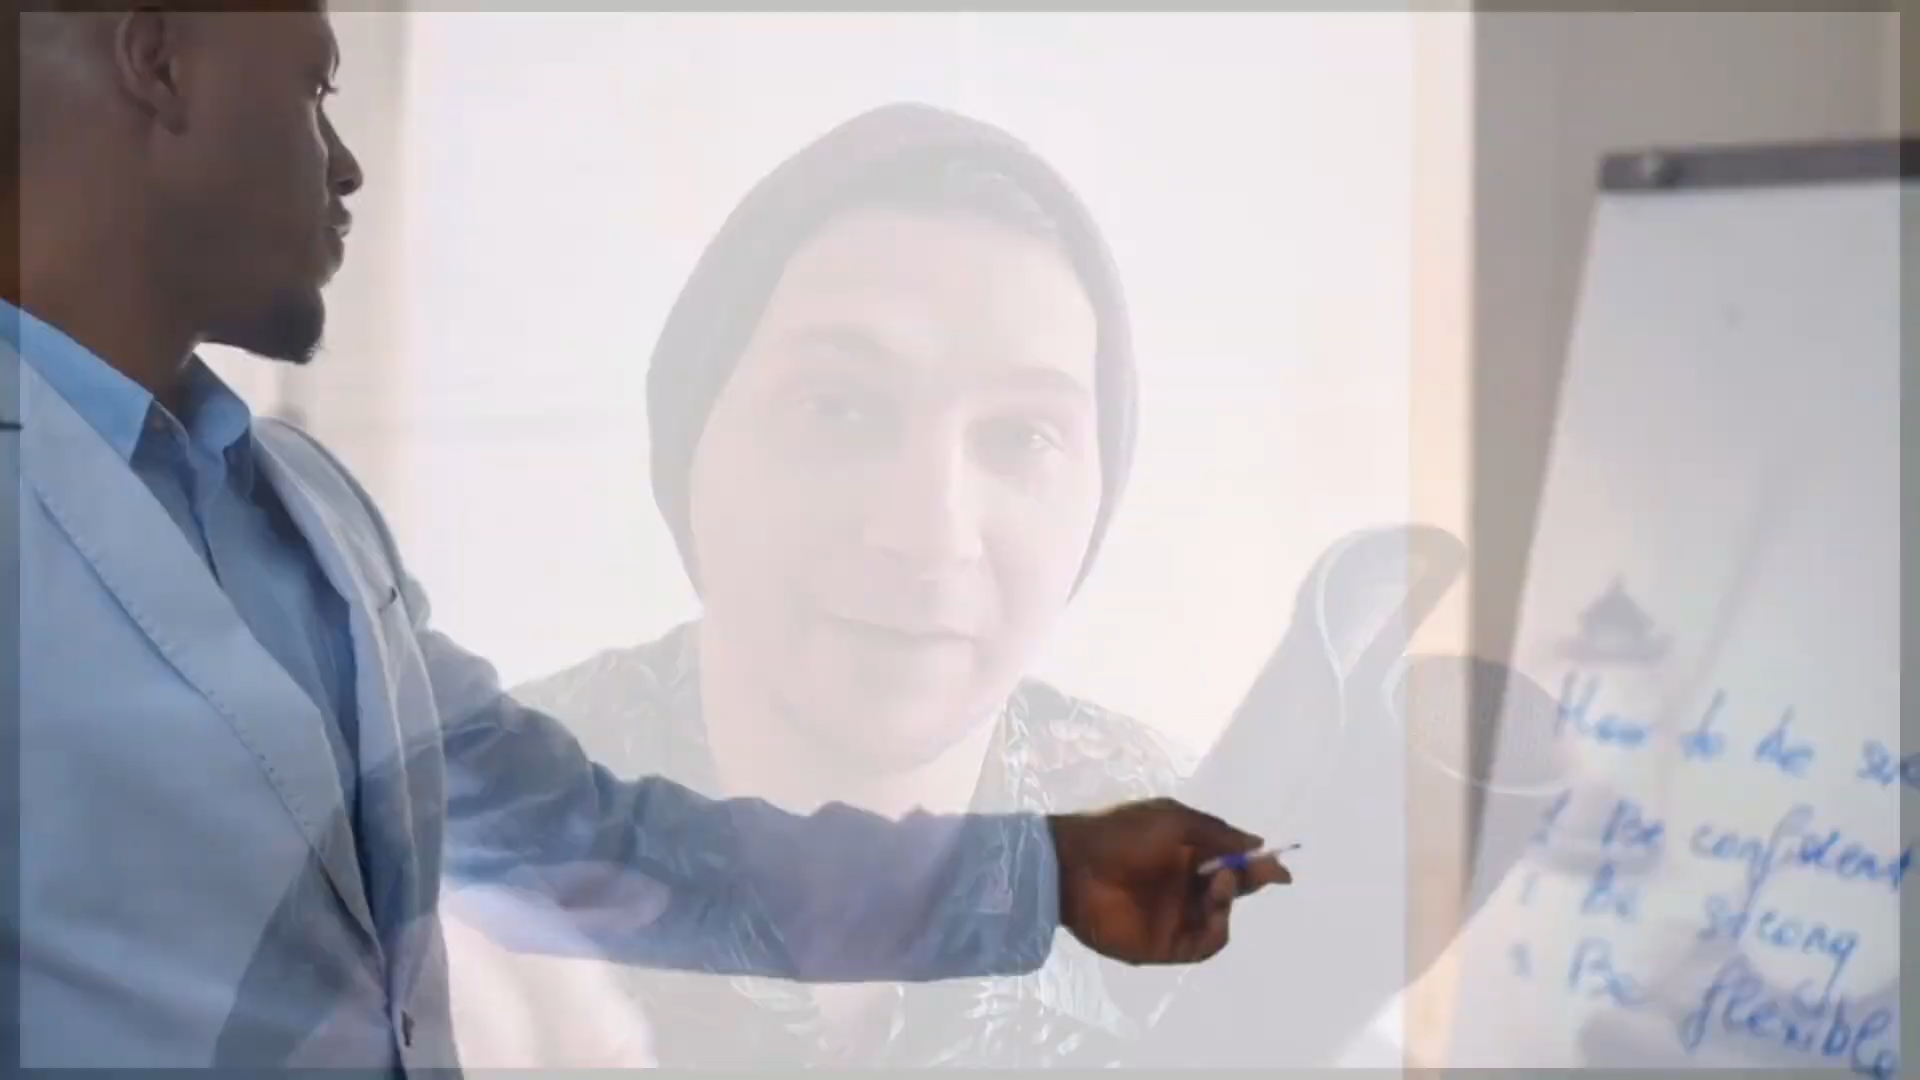 How to be
Be confident
Be strong
Be flexible